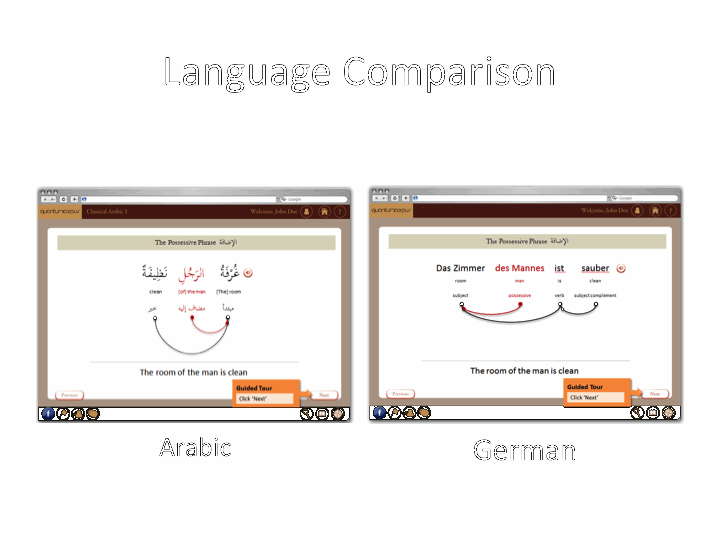 Language Comparison
Google
quantumcasus
Classical Arabic I
Welcome, John Doe
?
The Possessive Phrase الإضافة
غُرْفَةُ الرَّجُلِ نَظِيفَةٌ
clean [of] the man [The] room
خبر مضاف إليه مبتدأ
The room of the man is clean
Guided Tour
Click 'Next'
Previous
Next
Arabic
Google
Welcome, John Doe
?
The Possessive Phrase الإضافة
Das Zimmer des Mannes ist sauber
room man is clean
subject possessive verb subject complement
The room of the man is clean
Guided Tour
Click 'Next'
Previous
Next
German